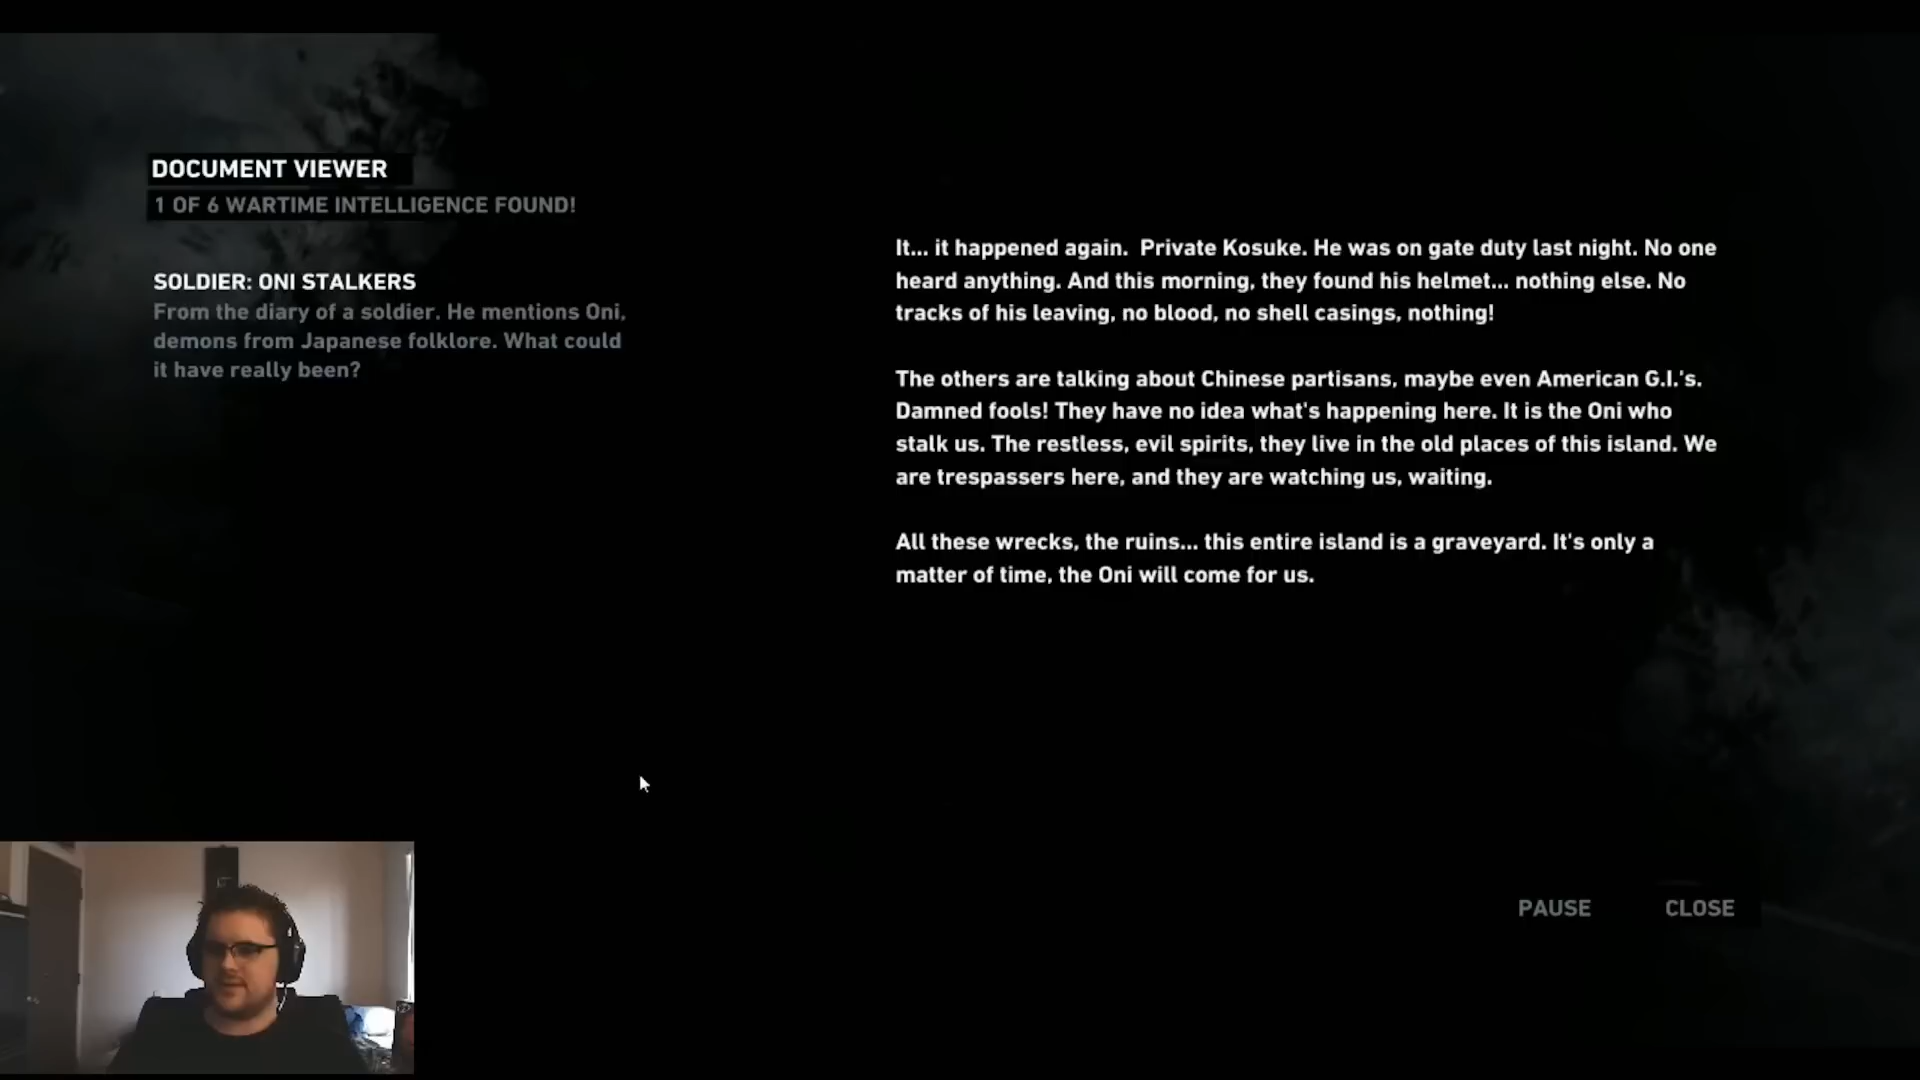 DOCUMENT VIEWER
1 OF 6 WARTIME INTELLIGENCE FOUND!
SOLDIER: ONI STALKERS
From the diary of a soldier. He mentions Oni,
demons from Japanese folklore. What could
it have really been?
It... it happened again.  Private Kosuke. He was on gate duty last night. No one
heard anything. And this morning, they found his helmet... nothing else. No
tracks of his leaving, no blood, no shell casings, nothing!
The others are talking about Chinese partisans, maybe even American G.I.'s.
Damned fools! They have no idea what's happening here. It is the Oni who
stalk us. The restless, evil spirits, they live in the old places of this island. We
are trespassers here, and they are watching us, waiting.
All these wrecks, the ruins... this entire island is a graveyard. It's only a
matter of time, the Oni will come for us.
PAUSE CLOSE